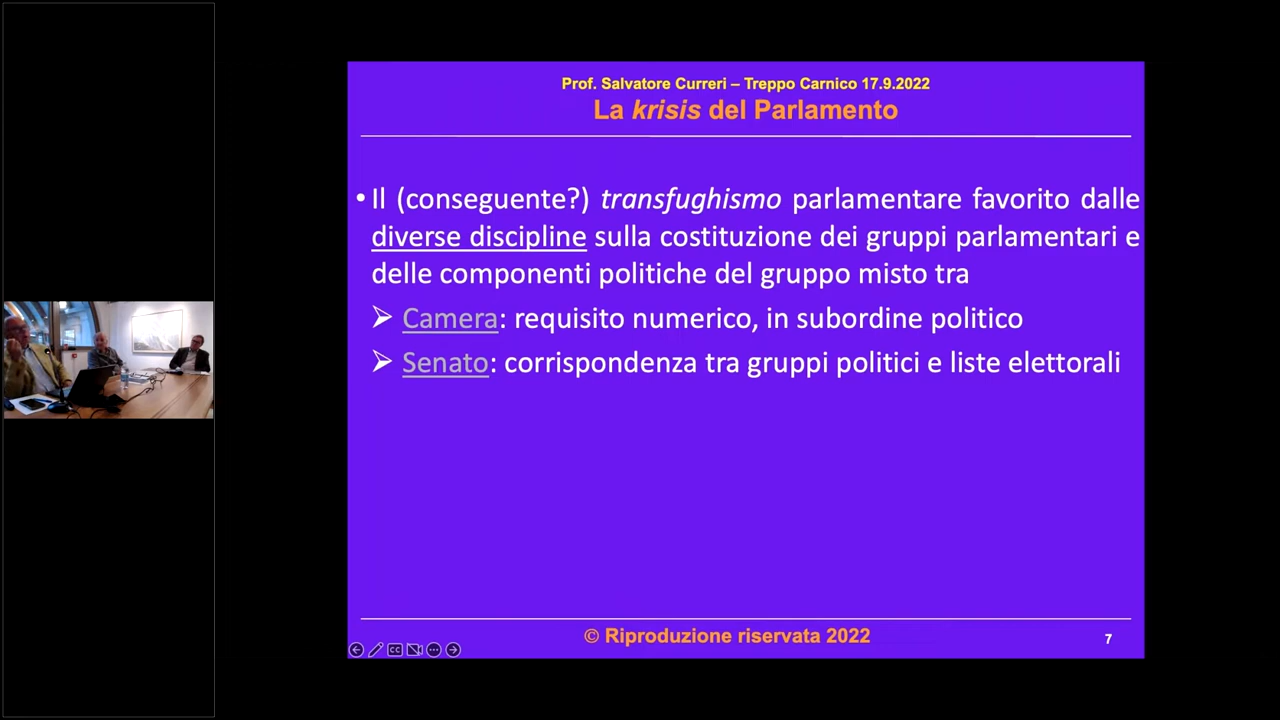 Prof. Salvatore Curreri – Treppo Carnico 17.9.2022
La krisis del Parlamento
• Il (conseguente?) transfughismo parlamentare favorito dalle
diverse discipline sulla costituzione dei gruppi parlamentari e
delle componenti politiche del gruppo misto tra
➢ Camera: requisito numerico, in subordine politico
➢ Senato: corrispondenza tra gruppi politici e liste elettorali
© Riproduzione riservata 2022
7